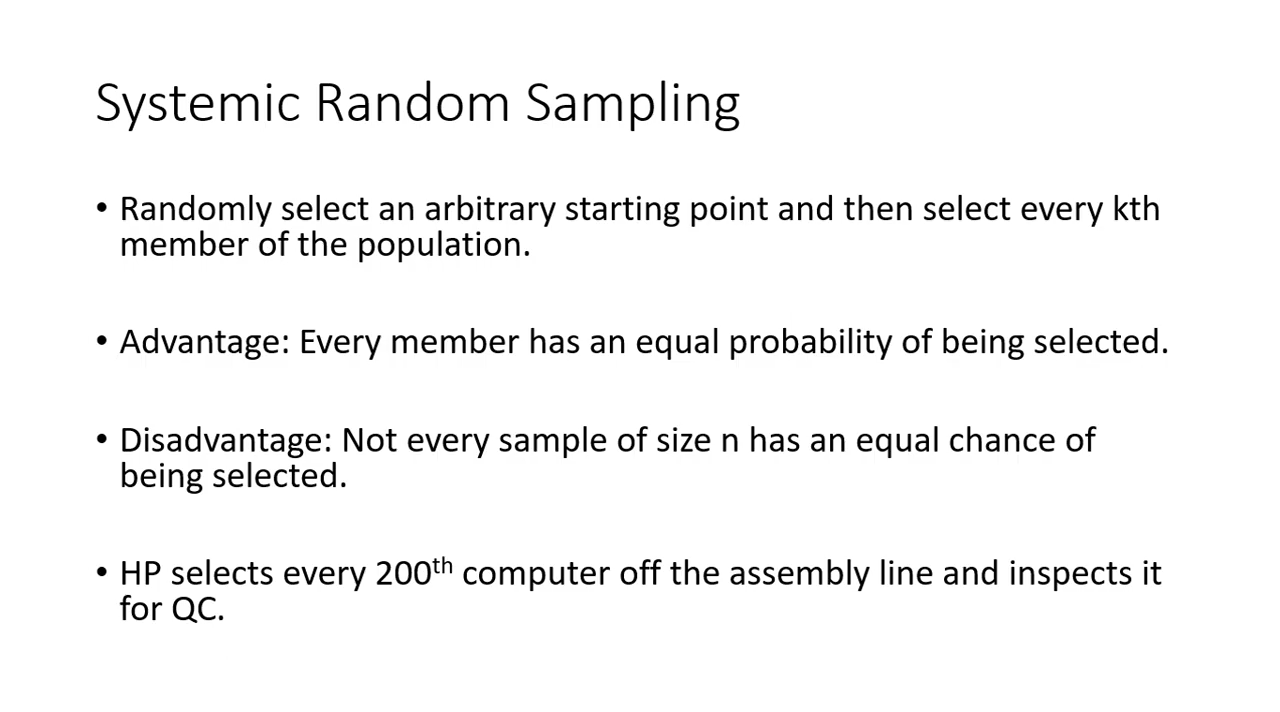 Systemic Random Sampling
• Randomly select an arbitrary starting point and then select every kth
member of the population.
• Advantage: Every member has an equal probability of being selected.
• Disadvantage: Not every sample of size n has an equal chance of
being selected.
• HP selects every 200th computer off the assembly line and inspects it
for QC.